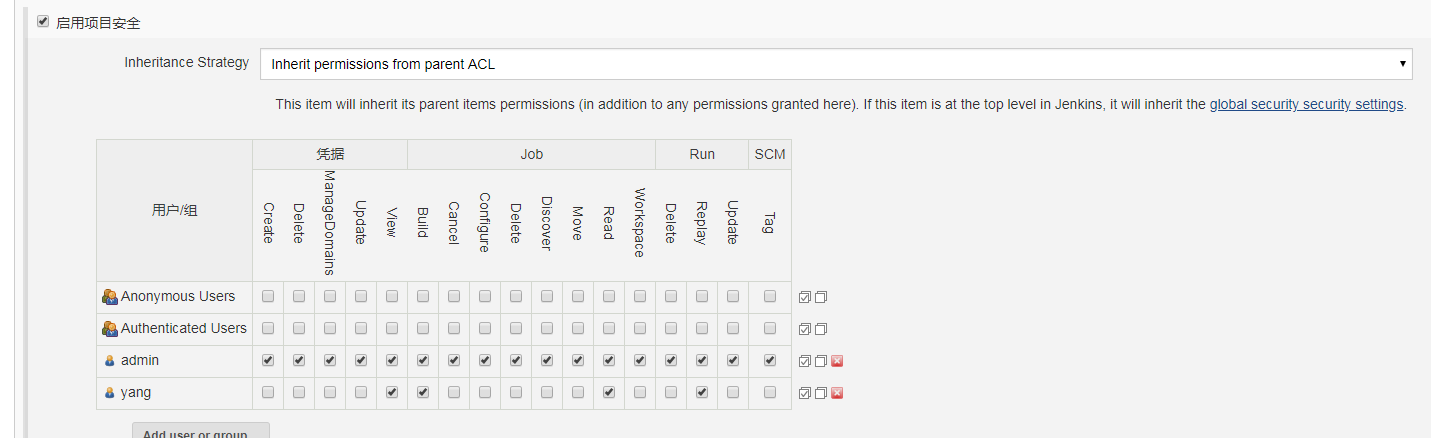 启用项目安全
Inheritance Strategy
Inherit permissions from parent ACL
This item will inherit its parent items permissions (in addition to any permissions granted here). If this item is at the top level in Jenkins, it will inherit the global security security settings.
用户/组 凭据 Job Run SCM
Create Delete ManageDomains Update View Build Cancel Configure Delete Discover Move Read Workspace Delete Replay Update Tag
Anonymous Users
Authenticated Users
admin
yang
Add user or group...